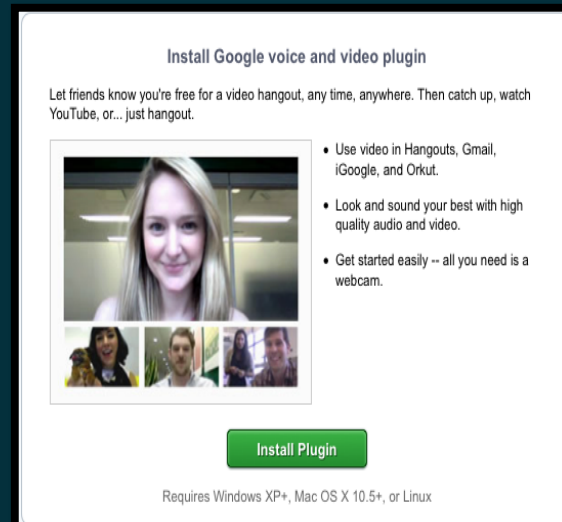 Install Google voice and video plugin
Let friends know you're free for a video hangout, any time, anywhere. Then catch up, watch
YouTube, or... just hangout.
• Use video in Hangouts, Gmail,
iGoogle, and Orkut.
• Look and sound your best with high
quality audio and video.
• Get started easily -- all you need is a
webcam.
Install Plugin
Requires Windows XP+, Mac OS X 10.5+, or Linux